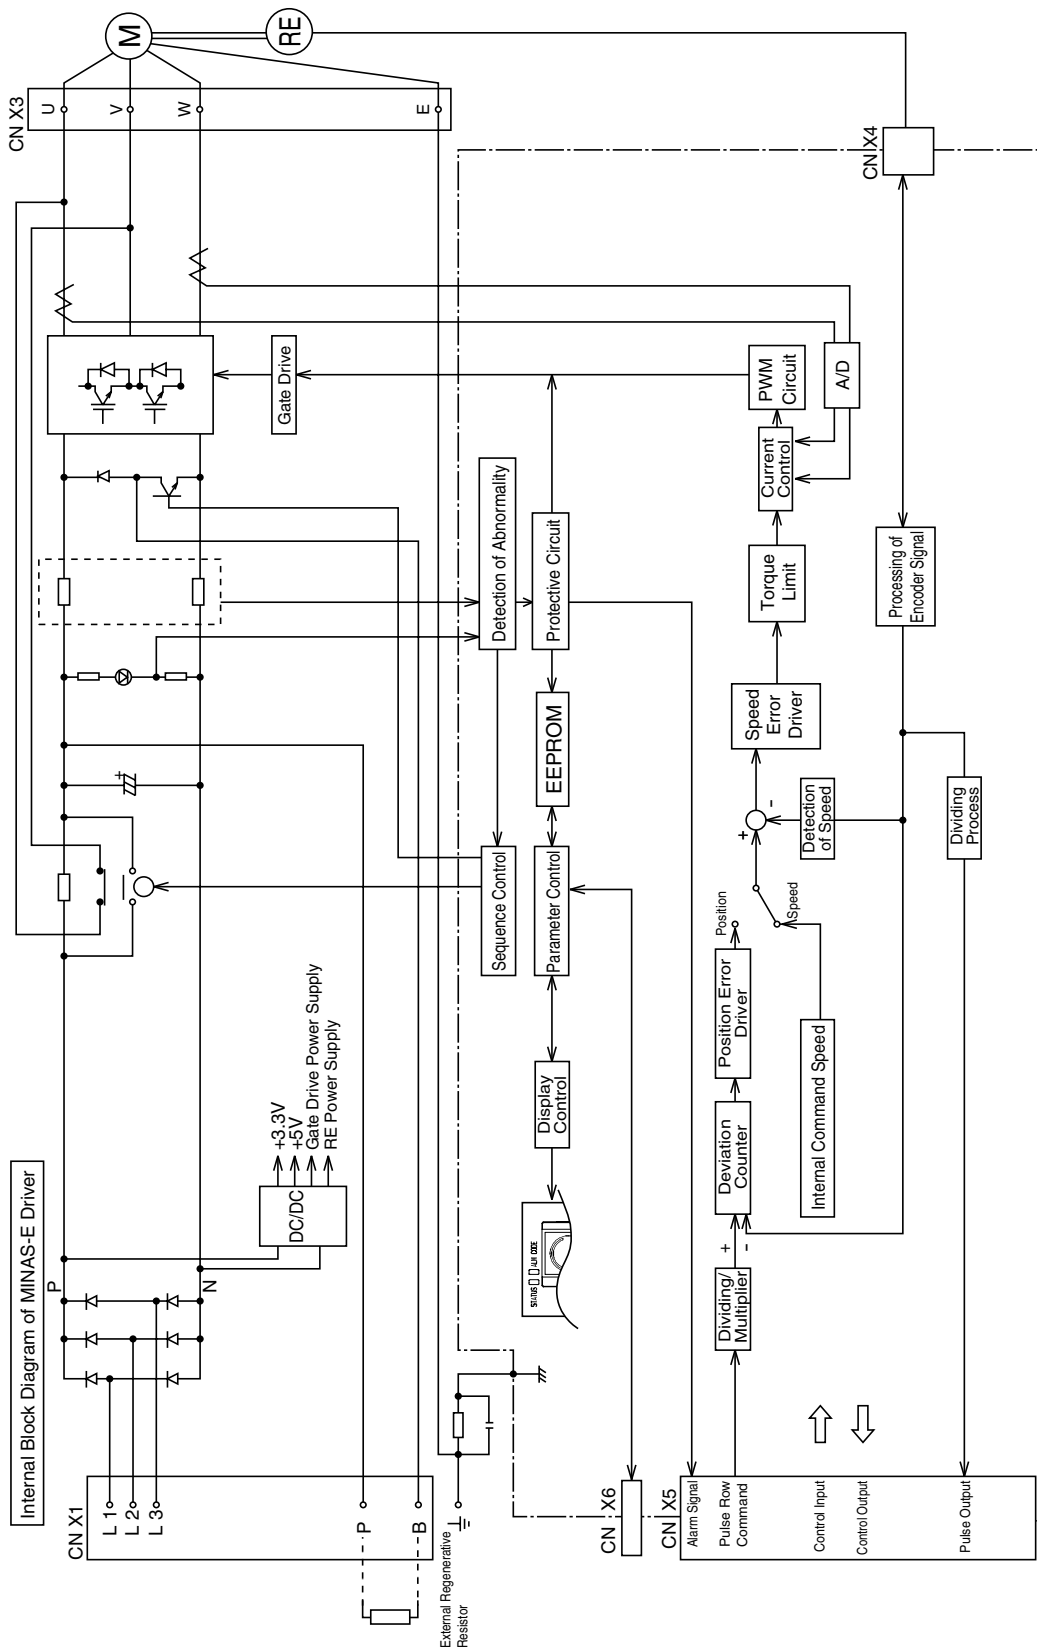 Internal Block Diagram of MINAS-E Driver
CN X1
L 1
L 2
L 3
P
B
External Regenerative
Resistor
P
N
DC/DC
+3.3V
+5V
Gate Drive Power Supply
RE Power Supply
+
CN X3
U
V
W
E
M
RE
Gate Drive
Detection of Abnormality
Sequence Control
Protective Circuit
EEPROM
Parameter Control
Display
Control
STATUS
ALM CODE
CN X6
CN X5
Alarm Signal
Pulse Row
Command
Control Input
Control Output
Pulse Output
Dividing/
Multiplier
+
-
Deviation
Counter
Position Error
Driver
Position
Speed
Internal Command Speed
+
-
Detection
of Speed
Speed
Error
Driver
Torque
Limit
Current
Control
PWM
Circuit
A/D
Processing of
Encoder Signal
Dividing
Process
CN X4